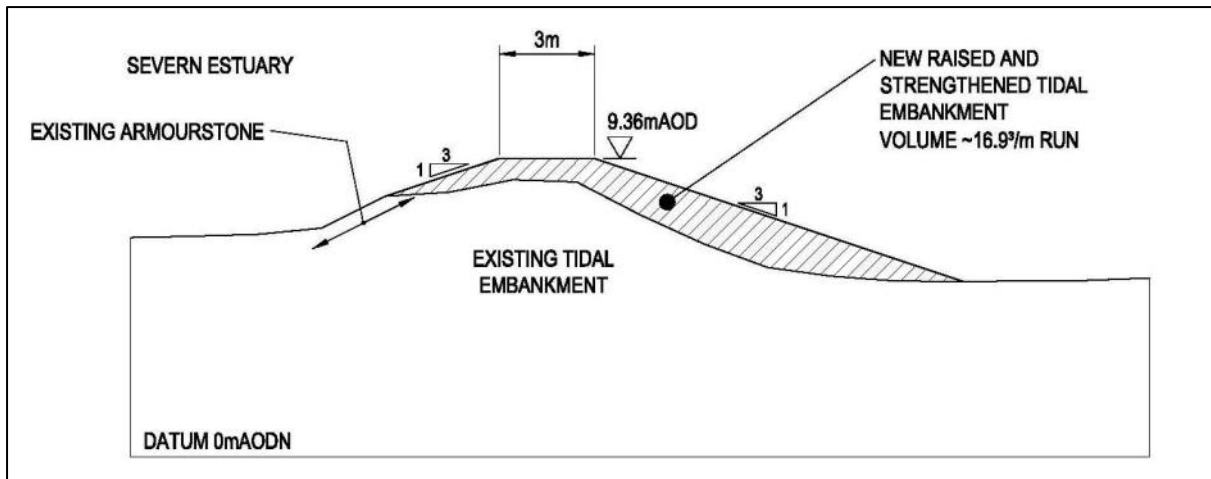 3m
SEVERN ESTUARY
NEW RAISED AND
STRENGTHENED TIDAL
EMBANKMENT
VOLUME ~16.9³/m RUN
EXISTING ARMOURSTONE
9.36mAOD
3
1
3
1
EXISTING TIDAL
EMBANKMENT
DATUM 0mAODN